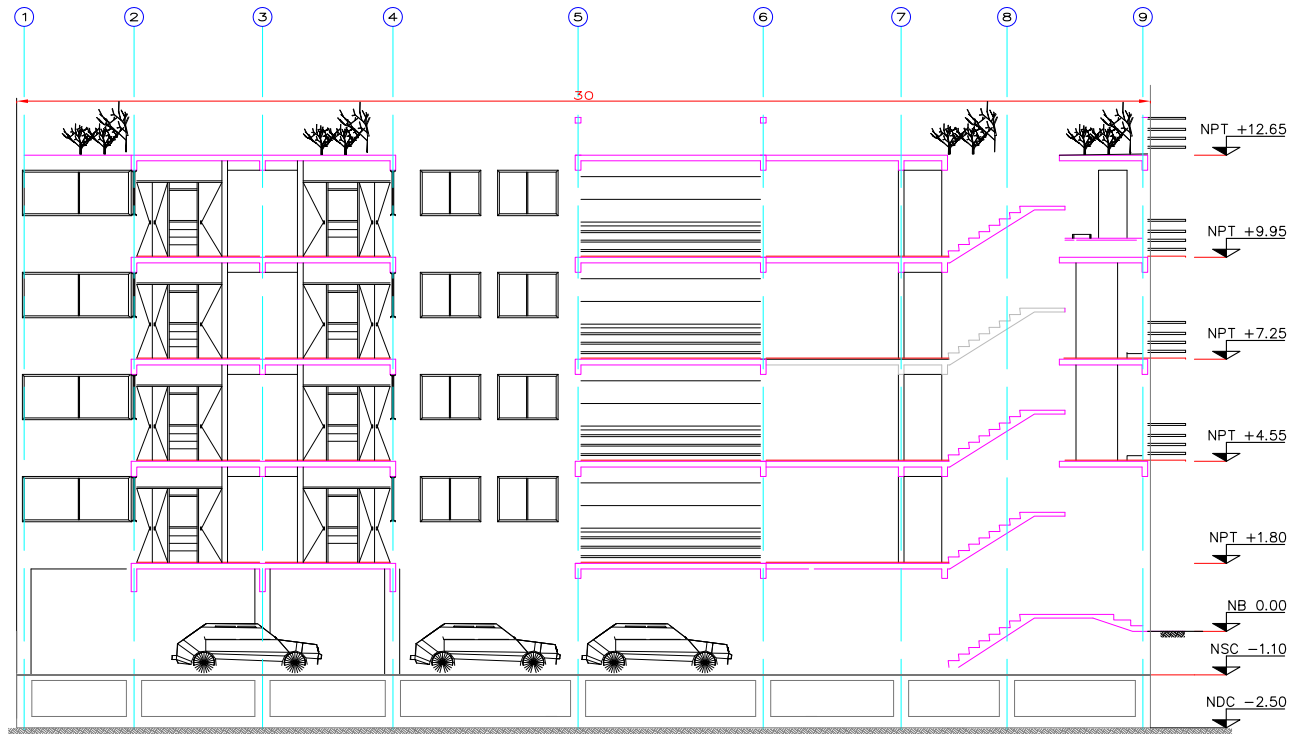 1 2 3 4 5 6 7 8 9
30
NPT +12.65
NPT +9.95
NPT +7.25
NPT +4.55
NPT +1.80
NB 0.00
NSC -1.10
NDC -2.50